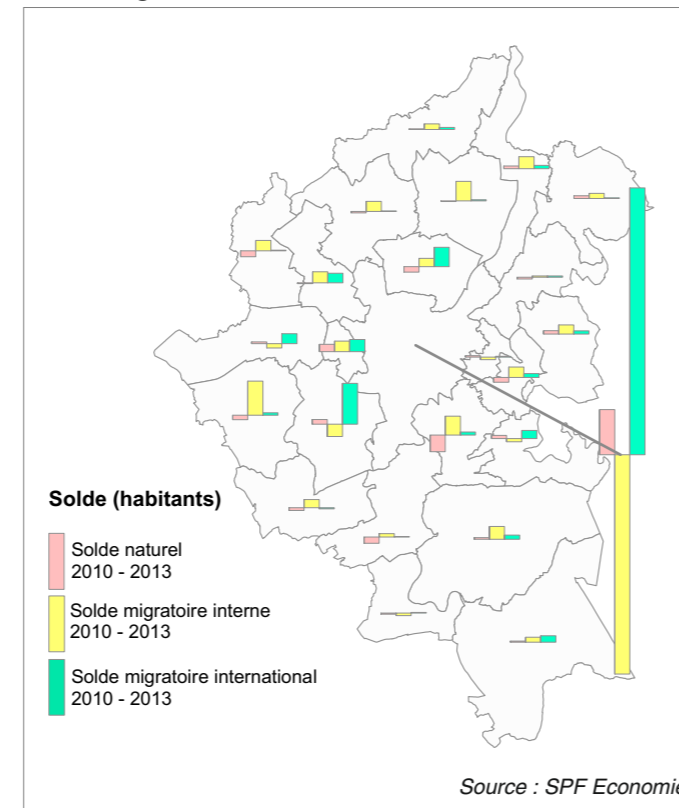 Solde (habitants)
Solde naturel
2010 - 2013
Solde migratoire interne
2010 - 2013
Solde migratoire international
2010 - 2013
Source : SPF Economie